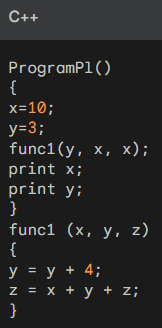 C++
ProgramPl()
{
x=10;
y=3;
func1(y, x, x);
print x;
print y;
}
func1 (x, y, z)
{
y = y + 4;
z = x + y + z;
}